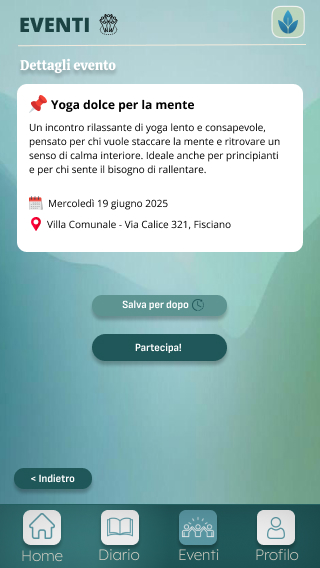 EVENTI
Dettagli evento
Yoga dolce per la mente
Un incontro rilassante di yoga lento e consapevole,
pensato per chi vuole staccare la mente e ritrovare un
senso di calma interiore. Ideale anche per principianti
e per chi sente il bisogno di rallentare.
Mercoledì 19 giugno 2025
Villa Comunale - Via Calice 321, Fisciano
Salva per dopo
Partecipa!
< Indietro
Home Diario Eventi Profilo